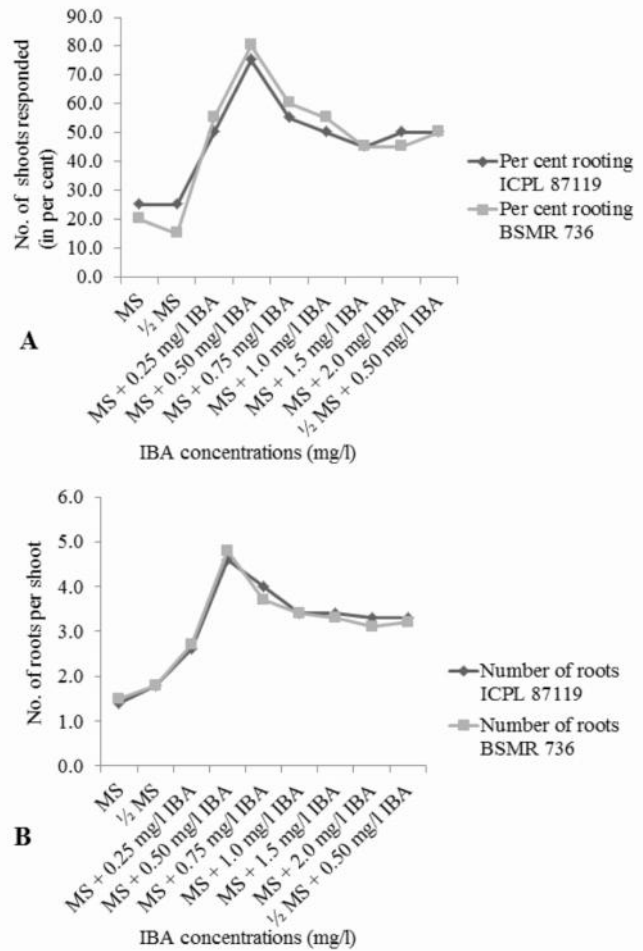 90.0
80.0
70.0
60.0
50.0
40.0
30.0
20.0
10.0
0.0
No. of shoots responded
(in per cent)
MS
½ MS
MS + 0.25 mg/l IBA
MS + 0.50 mg/l IBA
MS + 0.75 mg/l IBA
MS + 1.0 mg/l IBA
MS + 1.5 mg/l IBA
MS + 2.0 mg/l IBA
½ MS + 0.50 mg/l IBA
IBA concentrations (mg/l)
Per cent rooting
ICPL 87119
Per cent rooting
BSMR 736
A
6.0
5.0
4.0
3.0
2.0
1.0
0.0
No. of roots per shoot
MS
½ MS
MS + 0.25 mg/l IBA
MS + 0.50 mg/l IBA
MS + 0.75 mg/l IBA
MS + 1.0 mg/l IBA
MS + 1.5 mg/l IBA
MS + 2.0 mg/l IBA
½ MS + 0.50 mg/l IBA
IBA concentrations (mg/l)
Number of roots
ICPL 87119
Number of roots
BSMR 736
B